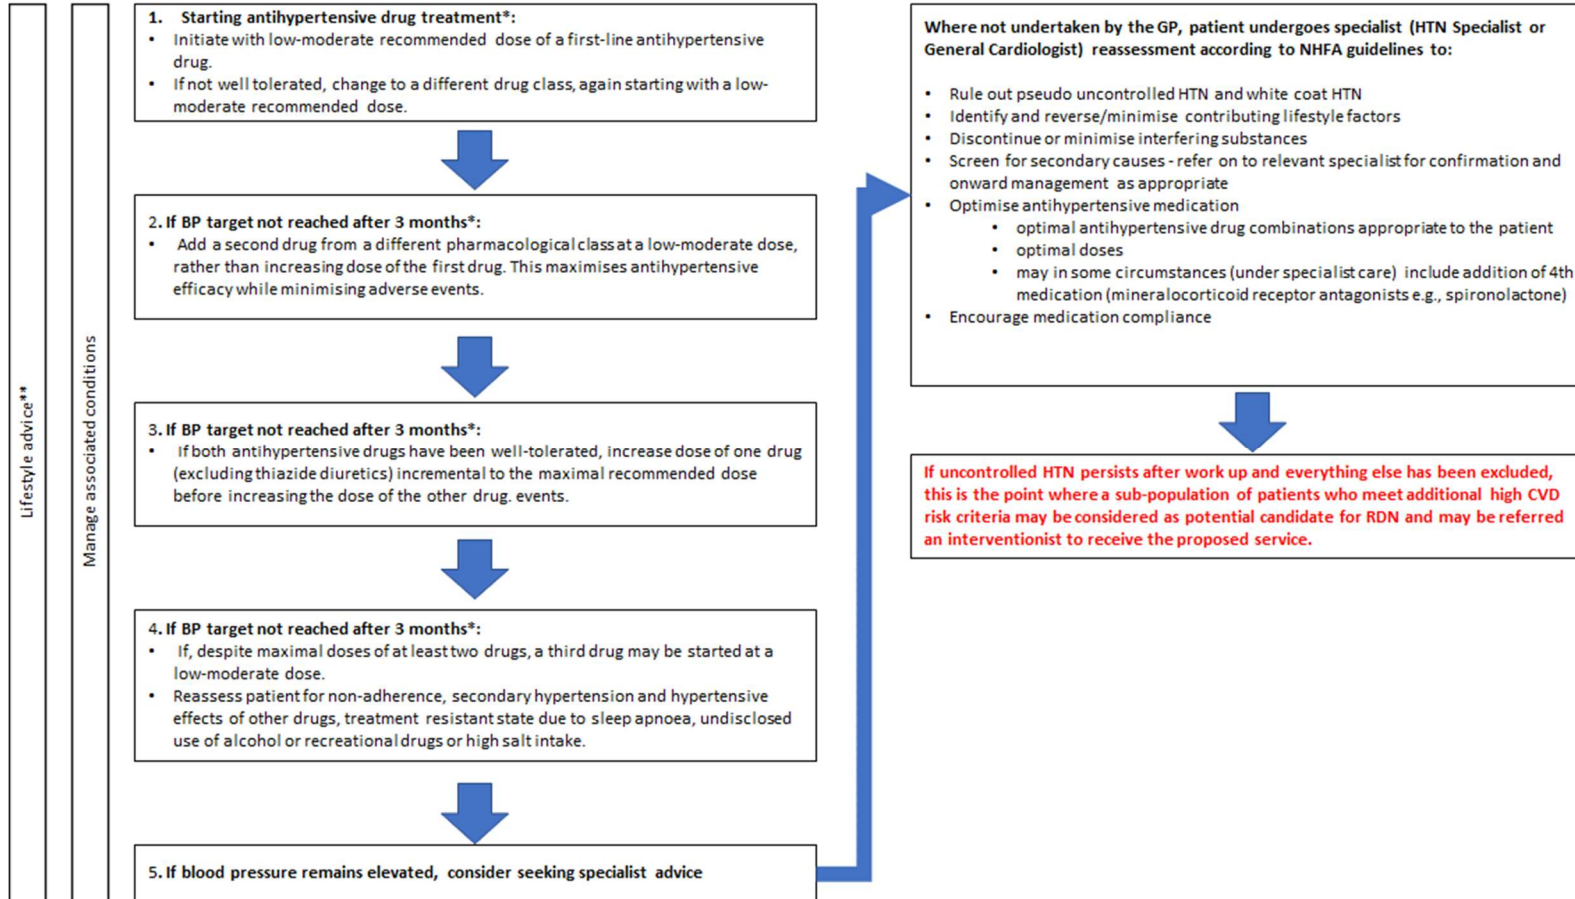 Lifestyle advice**
Manage associated conditions
1. Starting antihypertensive drug treatment*:
• Initiate with low-moderate recommended dose of a first-line antihypertensive
drug.
• If not well tolerated, change to a different drug class, again starting with a low-
moderate recommended dose.
2. If BP target not reached after 3 months*:
• Add a second drug from a different pharmacological class at a low-moderate dose,
rather than increasing dose of the first drug. This maximises antihypertensive
efficacy while minimising adverse events.
3. If BP target not reached after 3 months*:
• If both antihypertensive drugs have been well-tolerated, increase dose of one drug
(excluding thiazide diuretics) incremental to the maximal recommended dose
before increasing the dose of the other drug. events.
4. If BP target not reached after 3 months*:
• If, despite maximal doses of at least two drugs, a third drug may be started at a
low-moderate dose.
• Reassess patient for non-adherence, secondary hypertension and hypertensive
effects of other drugs, treatment resistant state due to sleep apnoea, undisclosed
use of alcohol or recreational drugs or high salt intake.
5. If blood pressure remains elevated, consider seeking specialist advice
Where not undertaken by the GP, patient undergoes specialist (HTN Specialist or
General Cardiologist) reassessment according to NHFA guidelines to:
• Rule out pseudo uncontrolled HTN and white coat HTN
• Identify and reverse/minimise contributing lifestyle factors
• Discontinue or minimise interfering substances
• Screen for secondary causes - refer on to relevant specialist for confirmation and
onward management as appropriate
• Optimise antihypertensive medication
• optimal antihypertensive drug combinations appropriate to the patient
• optimal doses
• may in some circumstances (under specialist care) include addition of 4th
medication (mineralocorticoid receptor antagonists e.g., spironolactone)
• Encourage medication compliance
If uncontrolled HTN persists after work up and everything else has been excluded,
this is the point where a sub-population of patients who meet additional high CVD
risk criteria may be considered as potential candidate for RDN and may be referred
an interventionist to receive the proposed service.